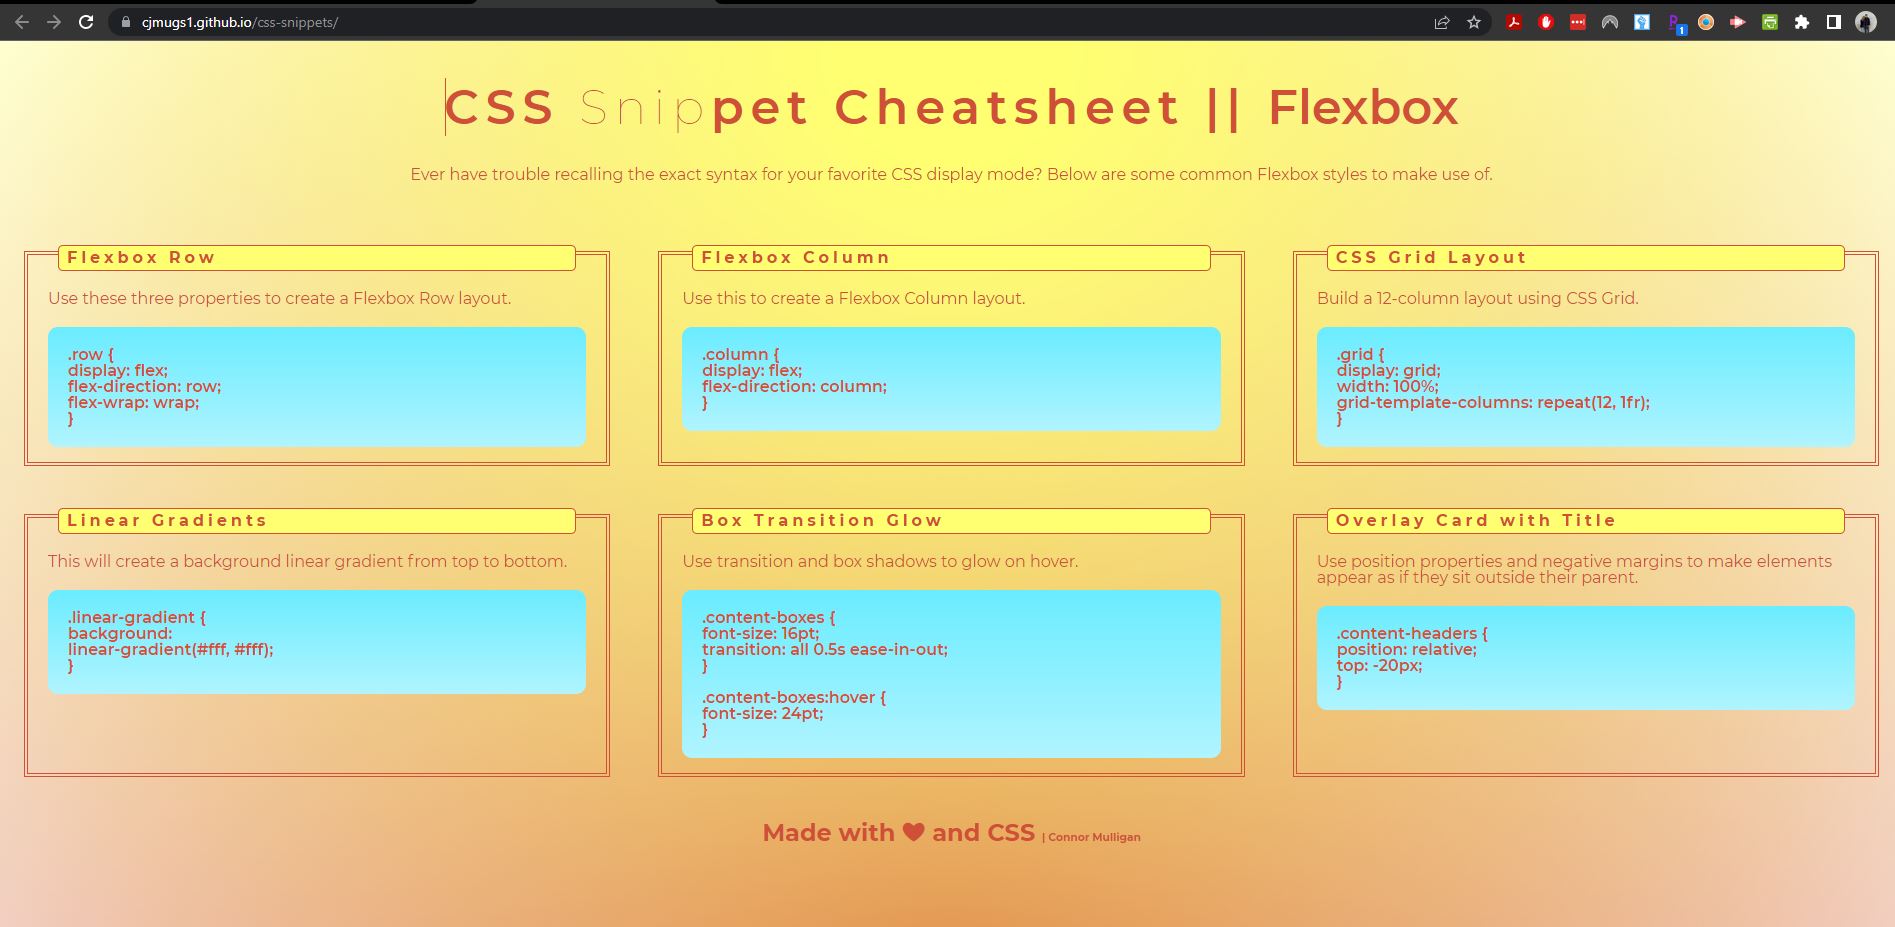 cjmugs1.github.io/css-snippets/
1
CSS Snippet Cheatsheet || Flexbox
Ever have trouble recalling the exact syntax for your favorite CSS display mode? Below are some common Flexbox styles to make use of.
Flexbox Row
Use these three properties to create a Flexbox Row layout.
.row {
display: flex;
flex-direction: row;
flex-wrap: wrap;
}
Flexbox Column
Use this to create a Flexbox Column layout.
.column {
display: flex;
flex-direction: column;
}
CSS Grid Layout
Build a 12-column layout using CSS Grid.
.grid {
display: grid;
width: 100%;
grid-template-columns: repeat(12, 1fr);
}
Linear Gradients
This will create a background linear gradient from top to bottom.
.linear-gradient {
background:
linear-gradient(#fff, #fff);
}
Box Transition Glow
Use transition and box shadows to glow on hover.
.content-boxes {
font-size: 16pt;
transition: all 0.5s ease-in-out;
}
.content-boxes:hover {
font-size: 24pt;
}
Overlay Card with Title
Use position properties and negative margins to make elements
appear as if they sit outside their parent.
.content-headers {
position: relative;
top: -20px;
}
Made with ♥ and CSS | Connor Mulligan